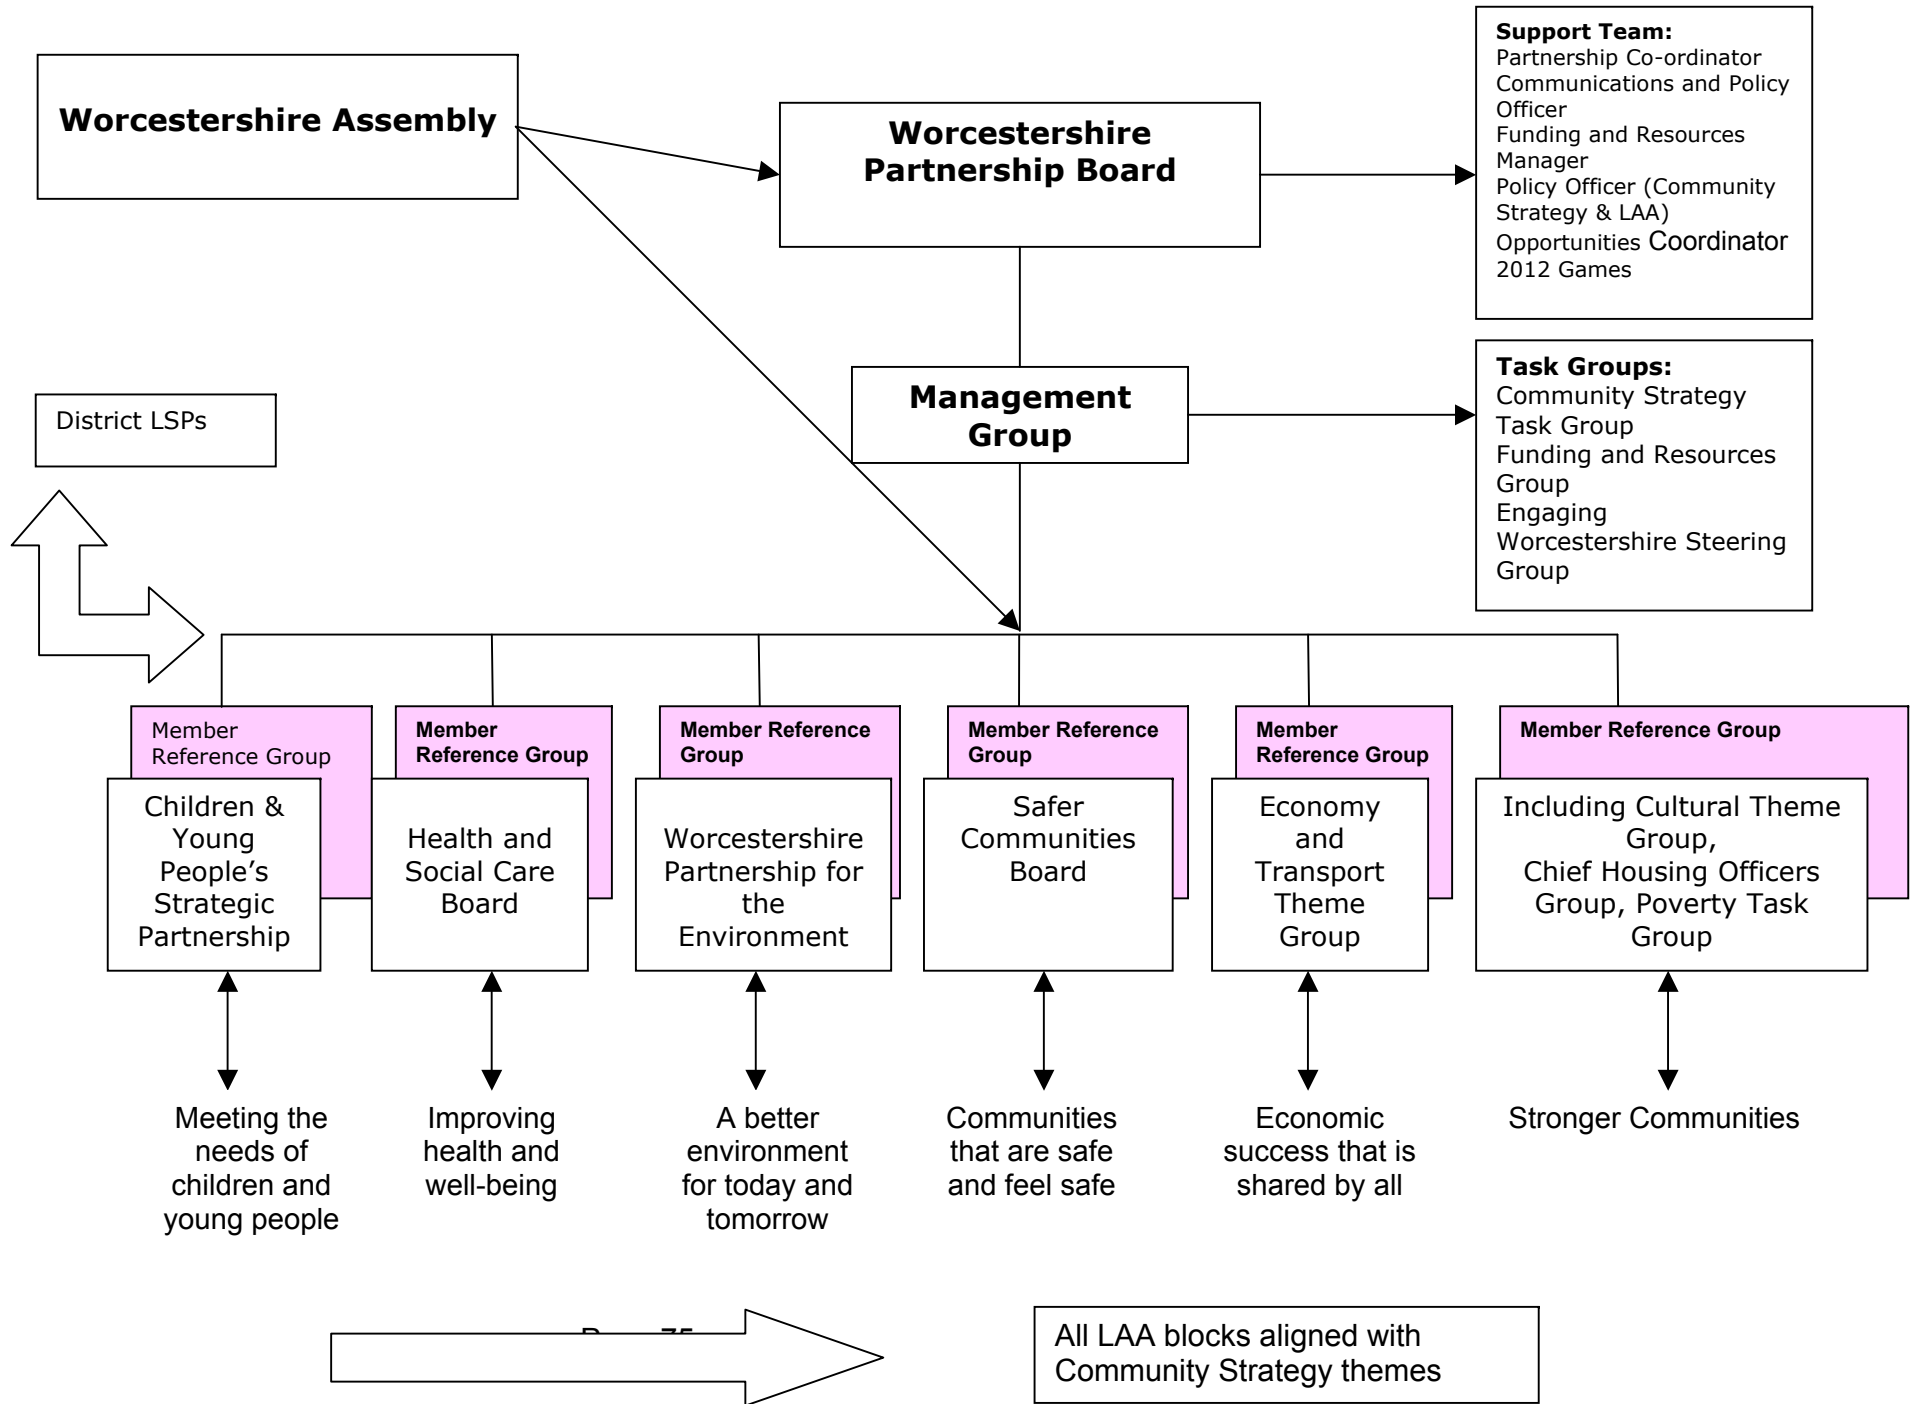 Worcestershire Assembly
Worcestershire
Partnership Board
Support Team:
Partnership Co-ordinator
Communications and Policy
Officer
Funding and Resources
Manager
Policy Officer (Community
Strategy & LAA)
Opportunities Coordinator
2012 Games
Management
Group
Task Groups:
Community Strategy
Task Group
Funding and Resources
Group
Engaging
Worcestershire Steering
Group
District LSPs
Member
Reference Group
Children &
Young
People’s
Strategic
Partnership
Member
Reference Group
Health and
Social Care
Board
Member Reference
Group
Worcestershire
Partnership for
the
Environment
Member Reference
Group
Safer
Communities
Board
Member
Reference Group
Economy
and
Transport
Theme
Group
Member Reference Group
Including Cultural Theme
Group,
Chief Housing Officers
Group, Poverty Task
Group
Meeting the
needs of
children and
young people
Improving
health and
well-being
A better
environment
for today and
tomorrow
Communities
that are safe
and feel safe
Economic
success that is
shared by all
Stronger Communities
All LAA blocks aligned with
Community Strategy themes